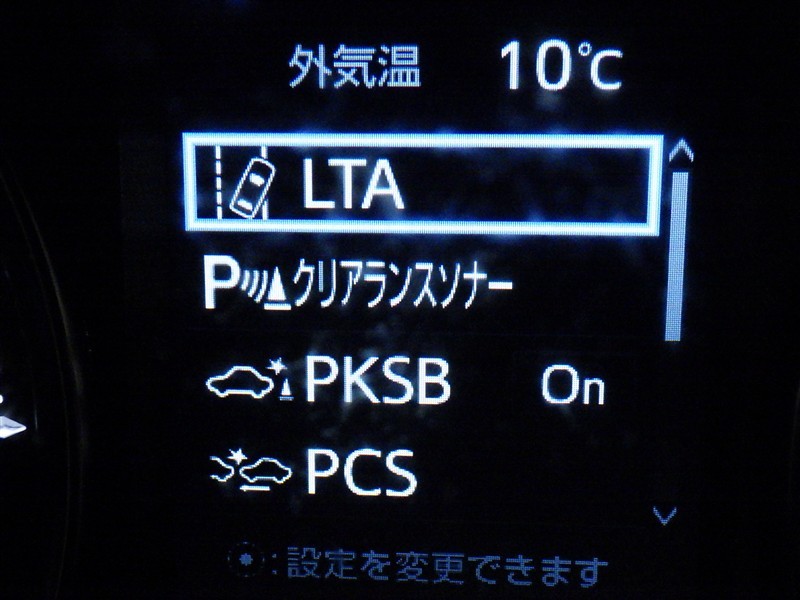 外気温 10℃
LTA
P クリアランスソナー
PKSB On
PCS
:設定を変更できます